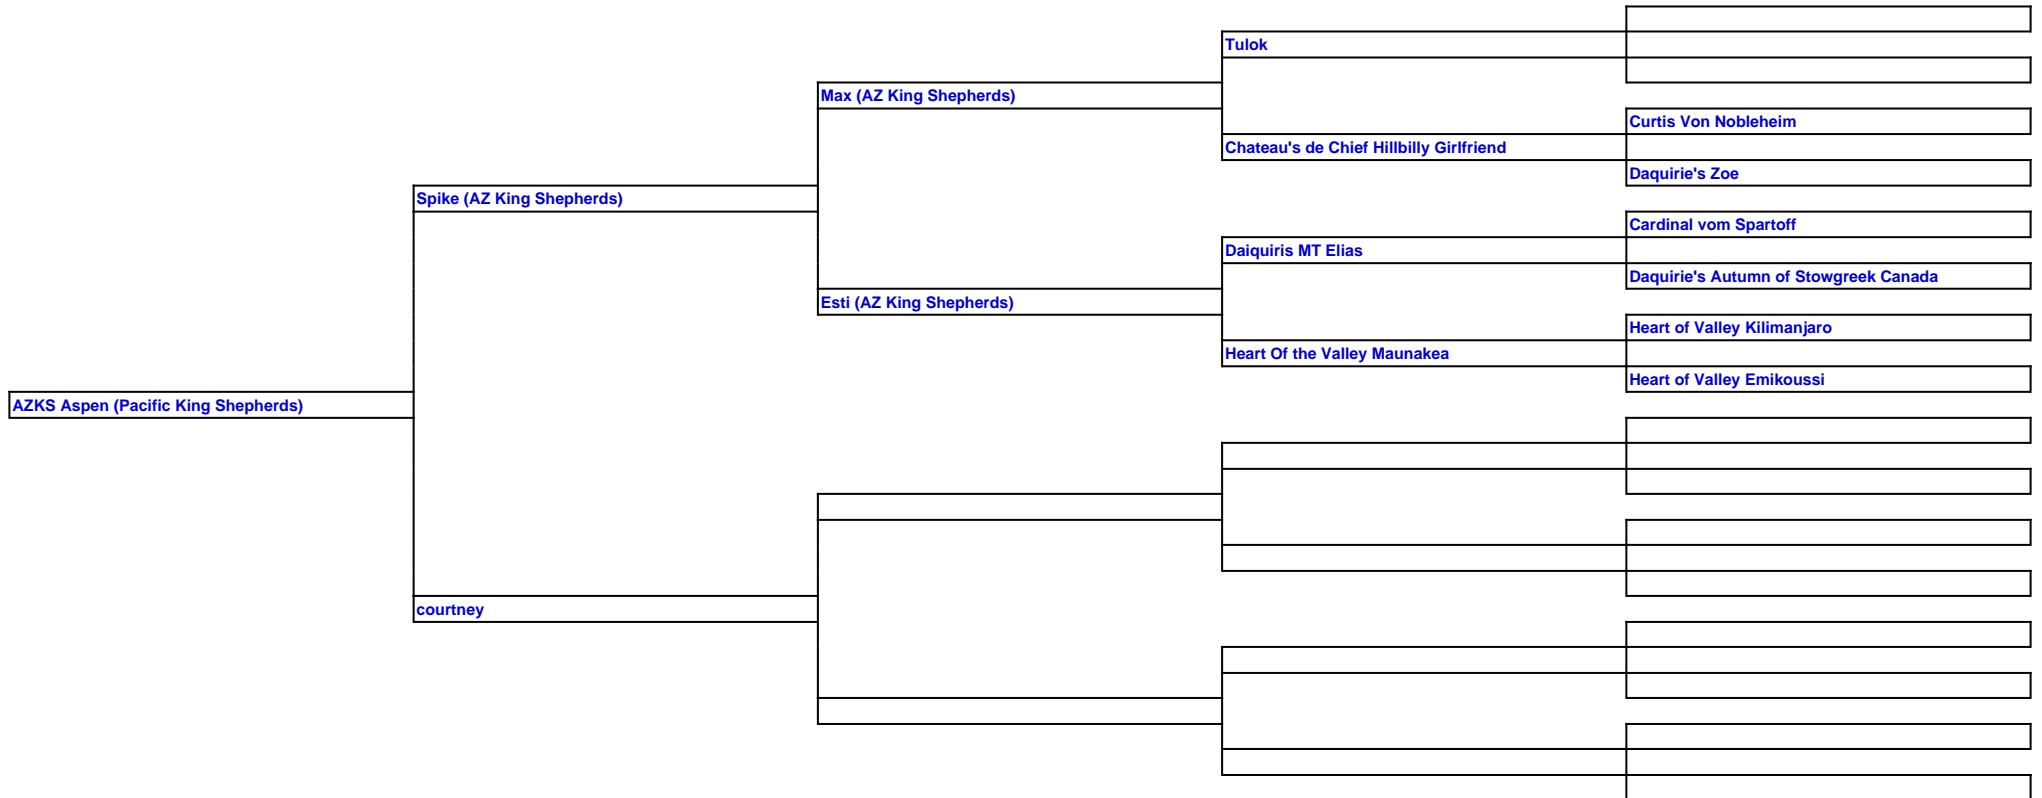 Tulok
Max (AZ King Shepherds)
Curtis Von Nobleheim
Chateau's de Chief Hillbilly Girlfriend
Daquirie's Zoe
Spike (AZ King Shepherds)
Cardinal vom Spartoff
Daiquiris MT Elias
Daquirie's Autumn of Stowgreek Canada
Esti (AZ King Shepherds)
Heart of Valley Kilimanjaro
Heart Of the Valley Maunakea
Heart of Valley Emikoussi
AZKS Aspen (Pacific King Shepherds)
courtney